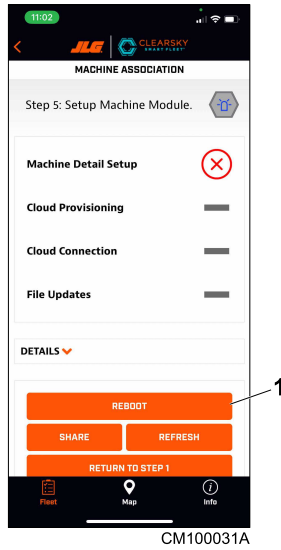 11:02
JLG CLEARSKY
SMART FLEET
MACHINE ASSOCIATION
Step 5: Setup Machine Module.
Machine Detail Setup
Cloud Provisioning
Cloud Connection
File Updates
DETAILS
REBOOT
1
SHARE REFRESH
RETURN TO STEP 1
Fleet Map Info
CM100031A